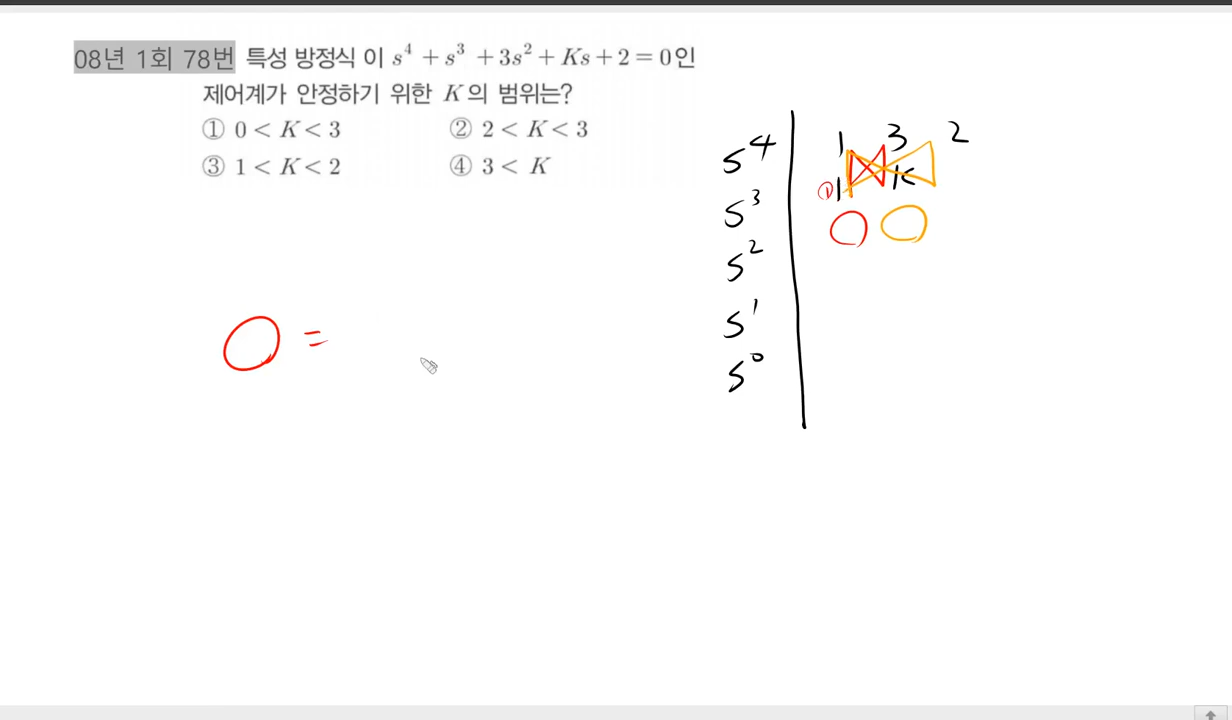 08년 1회 78번 특성 방정식 이 s⁴ + s³ + 3s² + Ks + 2 = 0인
제어계가 안정하기 위한 K의 범위는?
① 0 < K < 3 ② 2 < K < 3
③ 1 < K < 2 ④ 3 < K
s⁴ 1 3 2
s³ ① 1 K
s²
s¹
s⁰
=